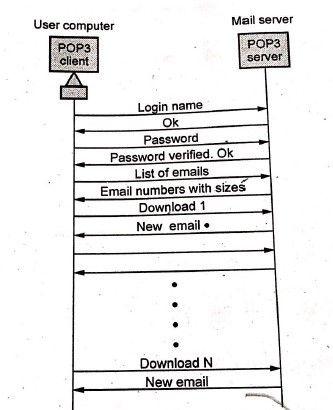 User computer
Mail server
POP3
client
POP3
server
Login name
Ok
Password
Password verified. Ok
List of emails
Email numbers with sizes
Download 1
New email
Download N
New email